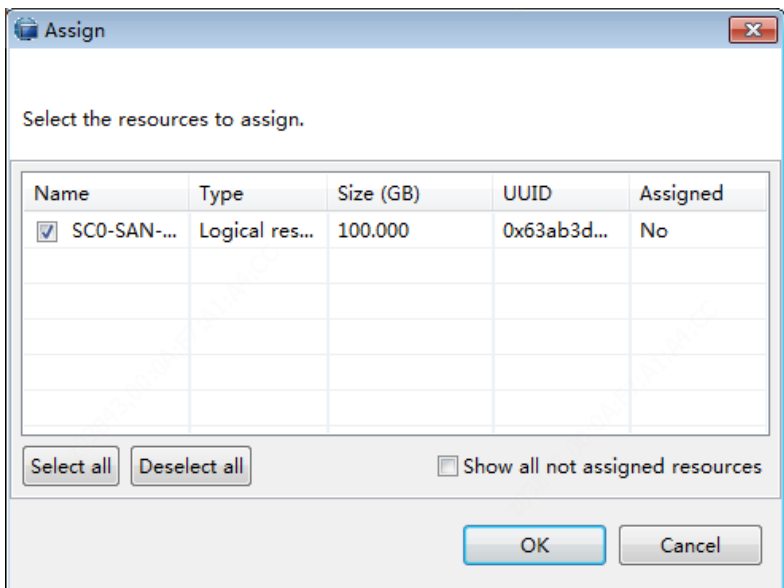 Assign
Select the resources to assign.
Name Type Size (GB) UUID Assigned
SC0-SAN-... Logical res... 100.000 0x63ab3d... No
Select all Deselect all Show all not assigned resources
OK Cancel